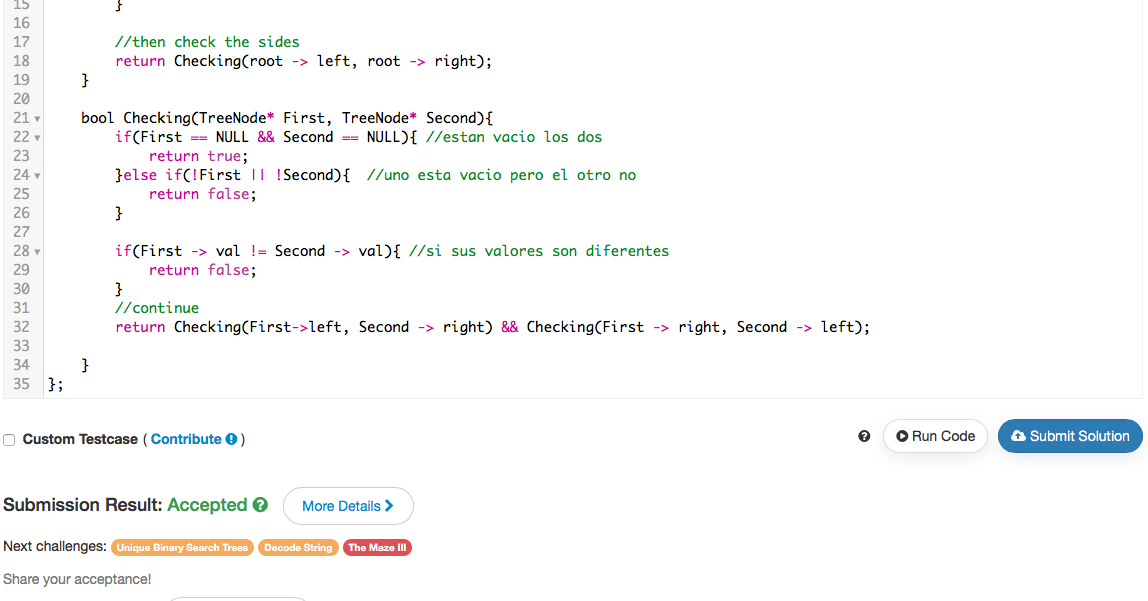 15 }
16
17 //then check the sides
18 return Checking(root -> left, root -> right);
19 }
20
21 bool Checking(TreeNode* First, TreeNode* Second){
22 if(First == NULL && Second == NULL){ //estan vacio los dos
23 return true;
24 }else if(!First || !Second){ //uno esta vacio pero el otro no
25 return false;
26 }
27
28 if(First -> val != Second -> val){ //si sus valores son diferentes
29 return false;
30 }
31 //continue
32 return Checking(First->left, Second -> right) && Checking(First -> right, Second -> left);
33
34 }
35 };
Custom Testcase ( Contribute ) Run Code Submit Solution
Submission Result: Accepted More Details
Next challenges: Unique Binary Search Trees Decode String The Maze III
Share your acceptance!